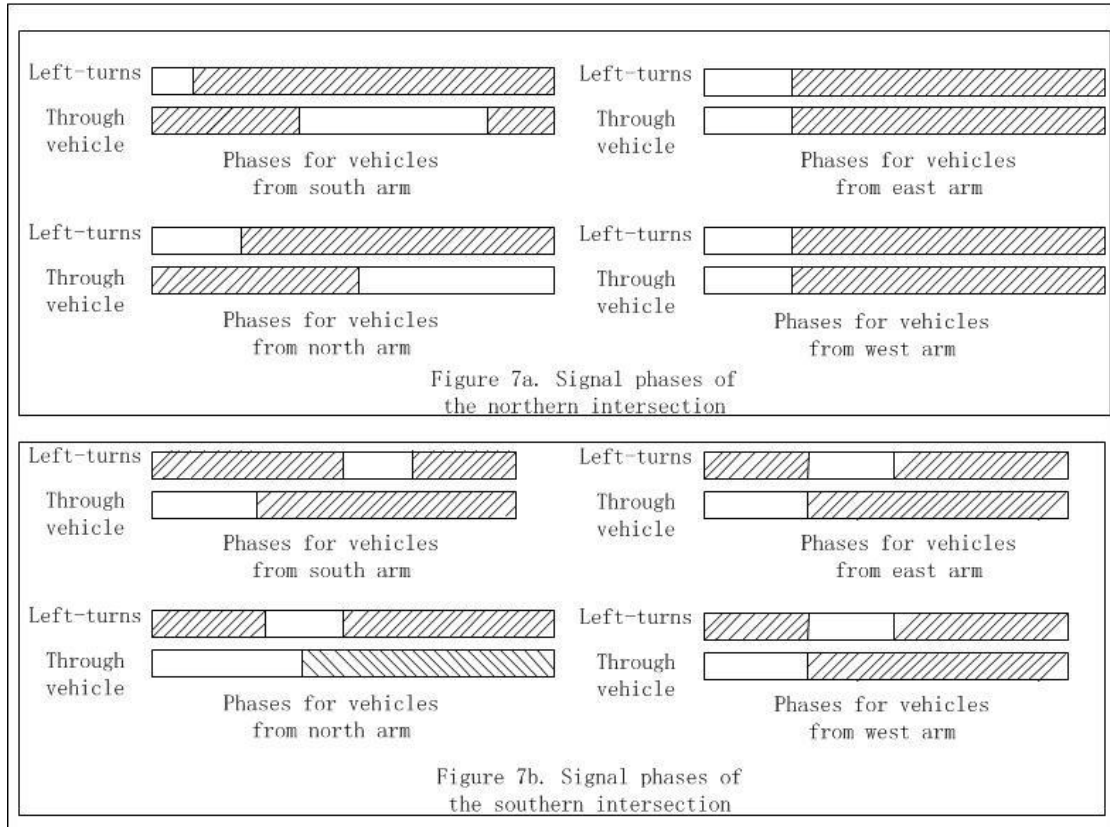 Left-turns
Through
vehicle
Phases for vehicles
from south arm
Left-turns
Through
vehicle
Phases for vehicles
from east arm
Left-turns
Through
vehicle
Phases for vehicles
from north arm
Left-turns
Through
vehicle
Phases for vehicles
from west arm
Figure 7a. Signal phases of
the northern intersection
Left-turns
Through
vehicle
Phases for vehicles
from south arm
Left-turns
Through
vehicle
Phases for vehicles
from east arm
Left-turns
Through
vehicle
Phases for vehicles
from north arm
Left-turns
Through
vehicle
Phases for vehicles
from west arm
Figure 7b. Signal phases of
the southern intersection